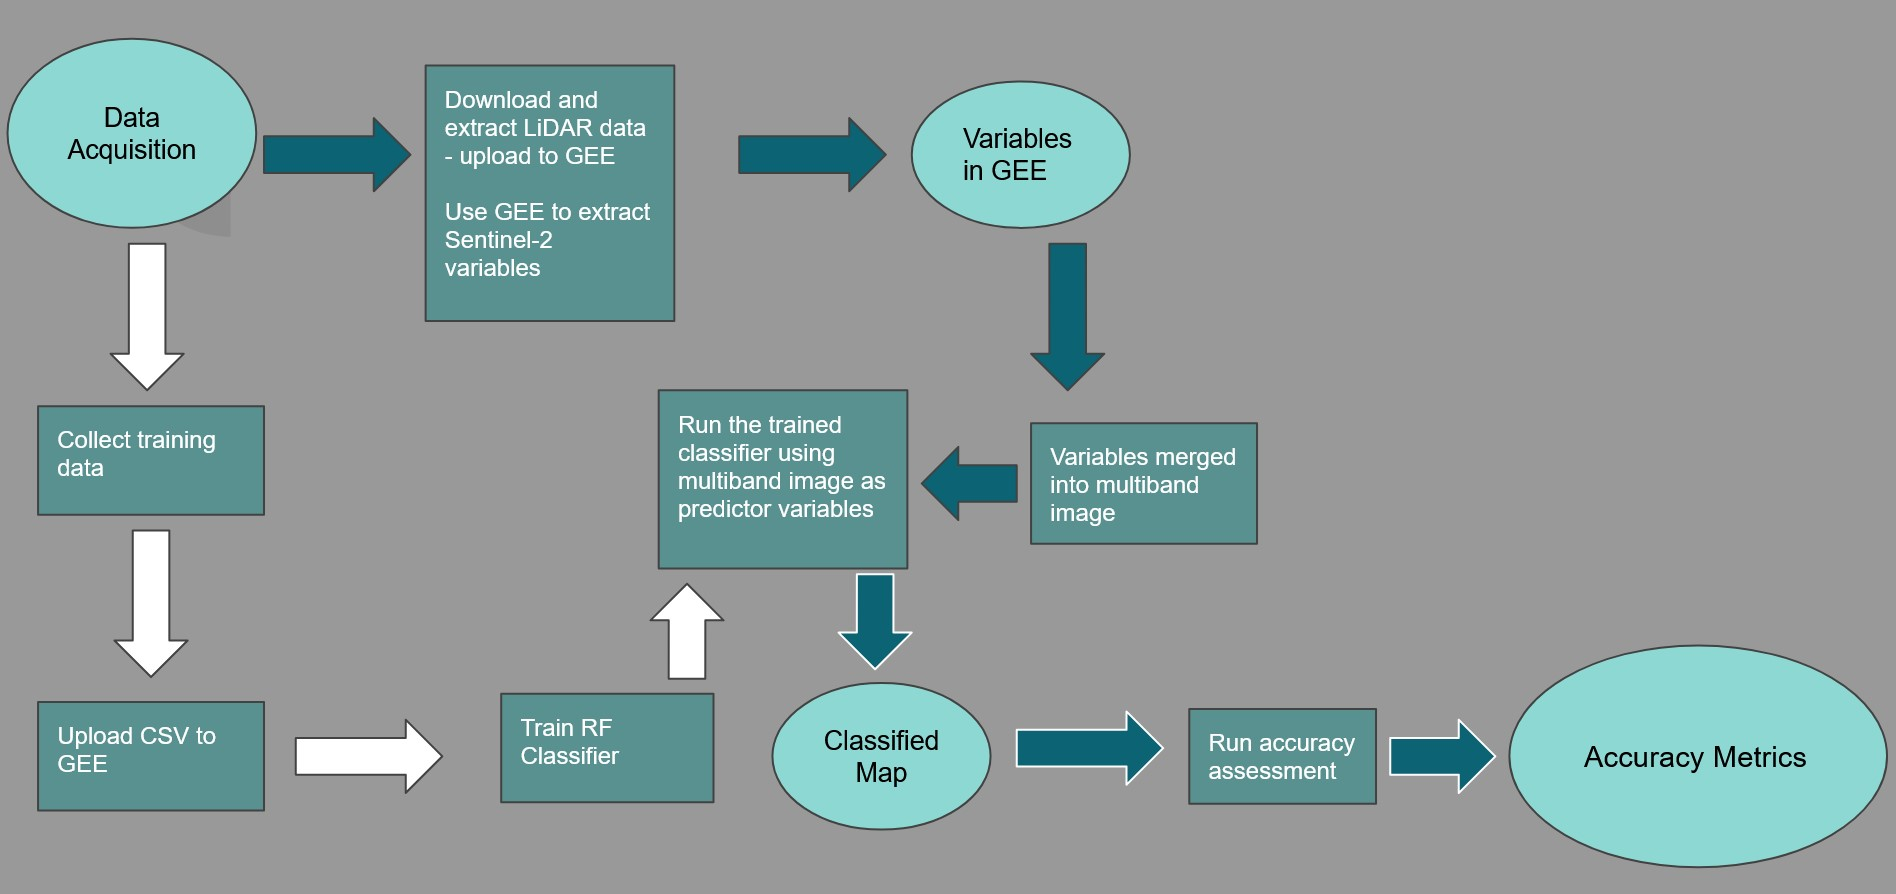 Data
Acquisition
Download and
extract LiDAR data
- upload to GEE
Use GEE to extract
Sentinel-2
variables
Variables
in GEE
Collect training
data
Run the trained
classifier using
multiband image as
predictor variables
Variables merged
into multiband
image
Upload CSV to
GEE
Train RF
Classifier
Classified
Map
Run accuracy
assessment
Accuracy Metrics